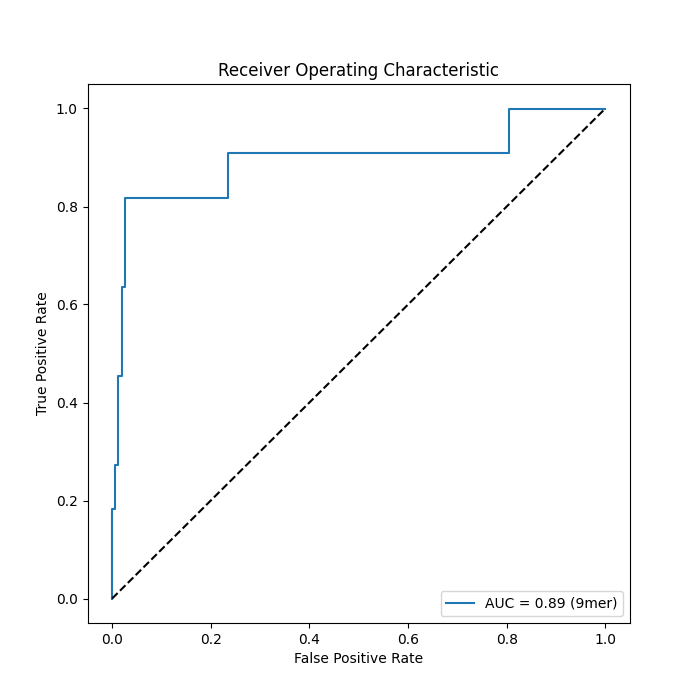 Receiver Operating Characteristic
1.0
0.8
0.6
0.4
0.2
0.0
True Positive Rate
AUC = 0.89 (9mer)
0.0 0.2 0.4 0.6 0.8 1.0
False Positive Rate